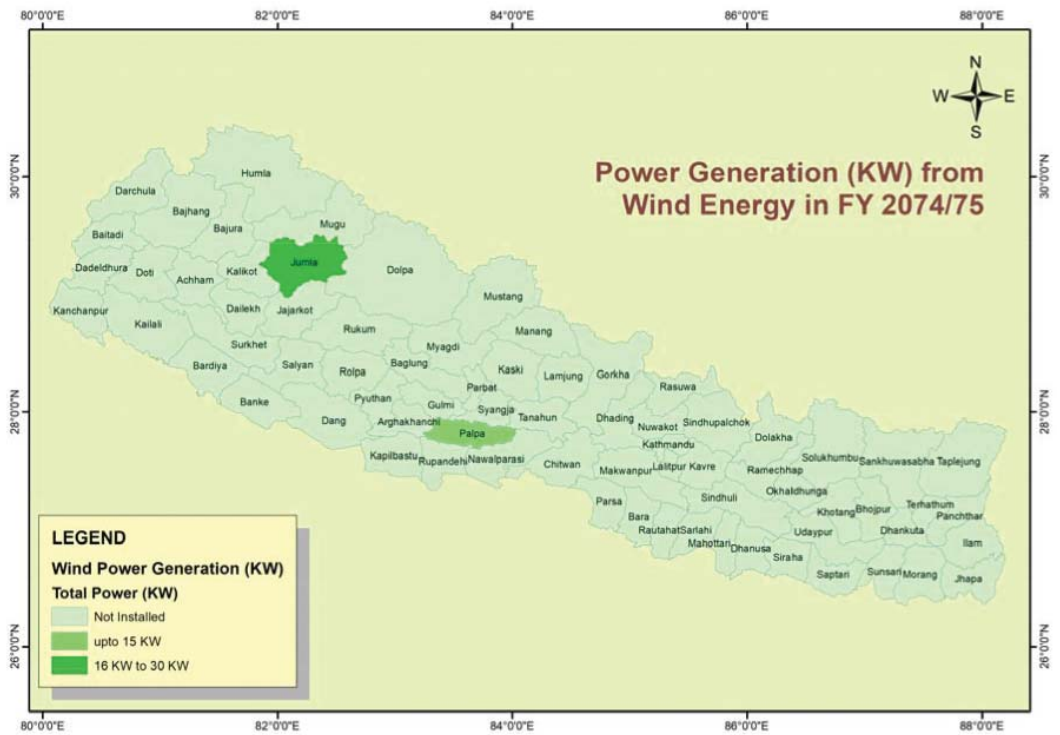 80°0'0"E 82°0'0"E 84°0'0"E 86°0'0"E 88°0'0"E
N
W E
S
30°0'0"N 30°0'0"N
Power Generation (KW) from
Wind Energy in FY 2074/75
Humla
Darchula
Bajhang
Mugu
Bajura
Baitadi
Jumla
Dadeldhura Doti Kalikot Dolpa
Achham
Mustang
Kanchanpur Dailekh Jajarkot
Kailali
Rukum Manang
Surkhet Myagdi
Bardiya Salyan Rolpa Baglung Kaski Lamjung Gorkha
Parbat Rasuwa
Banke Pyuthan Gulmi Syangja
28°0'0"N 28°0'0"N
Dang Arghakhanchi Tanahun Dhading Nuwakot Sindhupalchok
Palpa Kathmandu Dolakha
Kapilbastu Rupandehi Nawalparasi Chitwan Makwanpur Lalitpur Kavre Ramechhap Solukhumbu Sankhuwasabha Taplejung
Parsa Sindhuli Okhaldhunga
Bara Khotang Bhojpur Terhathum Panchthar
Rautahat Sarlahi Udaypur Dhankuta
Mahottari Dhanusa Siraha Ilam
Saptari Sunsari Morang Jhapa
LEGEND
Wind Power Generation (KW)
Total Power (KW)
Not Installed
upto 15 KW
16 KW to 30 KW
26°0'0"N 26°0'0"N
80°0'0"E 82°0'0"E 84°0'0"E 86°0'0"E 88°0'0"E